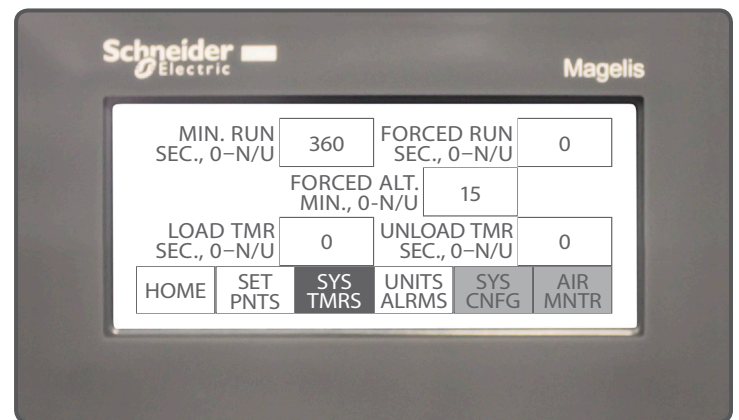 Schneider
Electric
Magelis
MIN. RUN
SEC., 0–N/U
360
FORCED RUN
SEC., 0–N/U
0
FORCED ALT.
MIN., 0-N/U
15
LOAD TMR
SEC., 0–N/U
0
UNLOAD TMR
SEC., 0–N/U
0
HOME
SET
PNTS
SYS
TMRS
UNITS
ALRMS
SYS
CNFG
AIR
MNTR